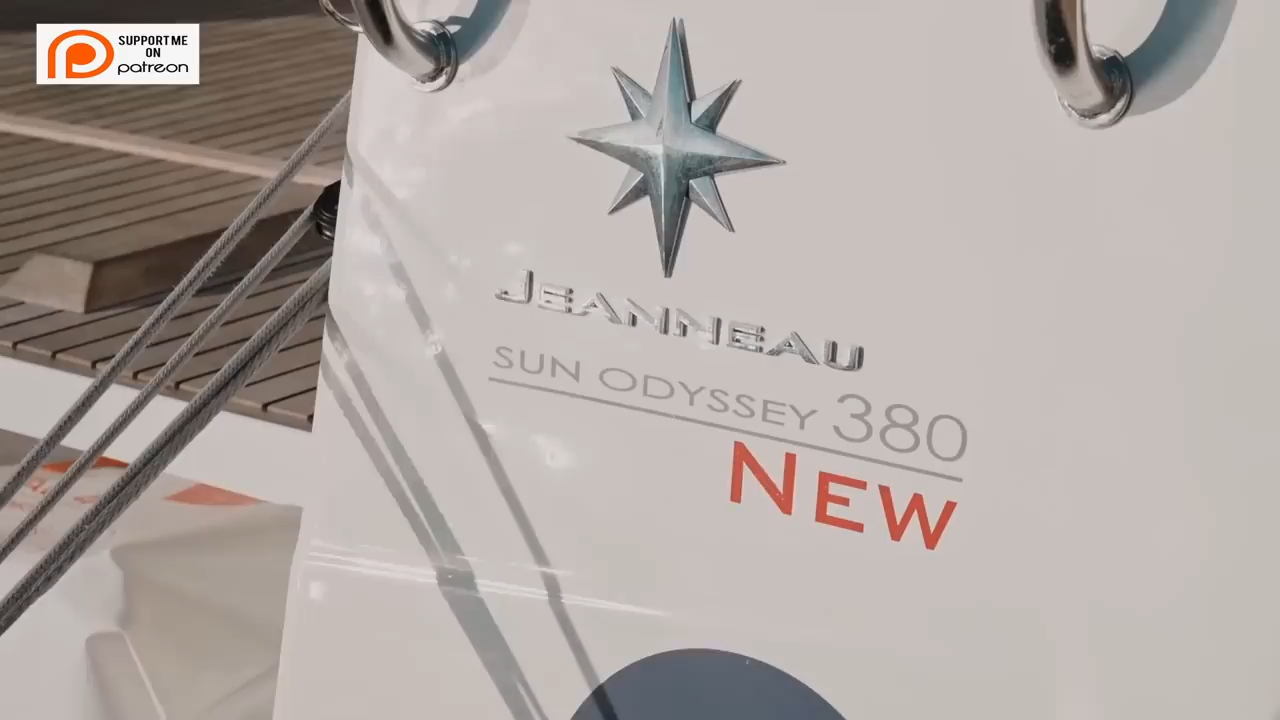 SUPPORT ME
ON
patreon
JEANNEAU
SUN ODYSSEY 380
NEW